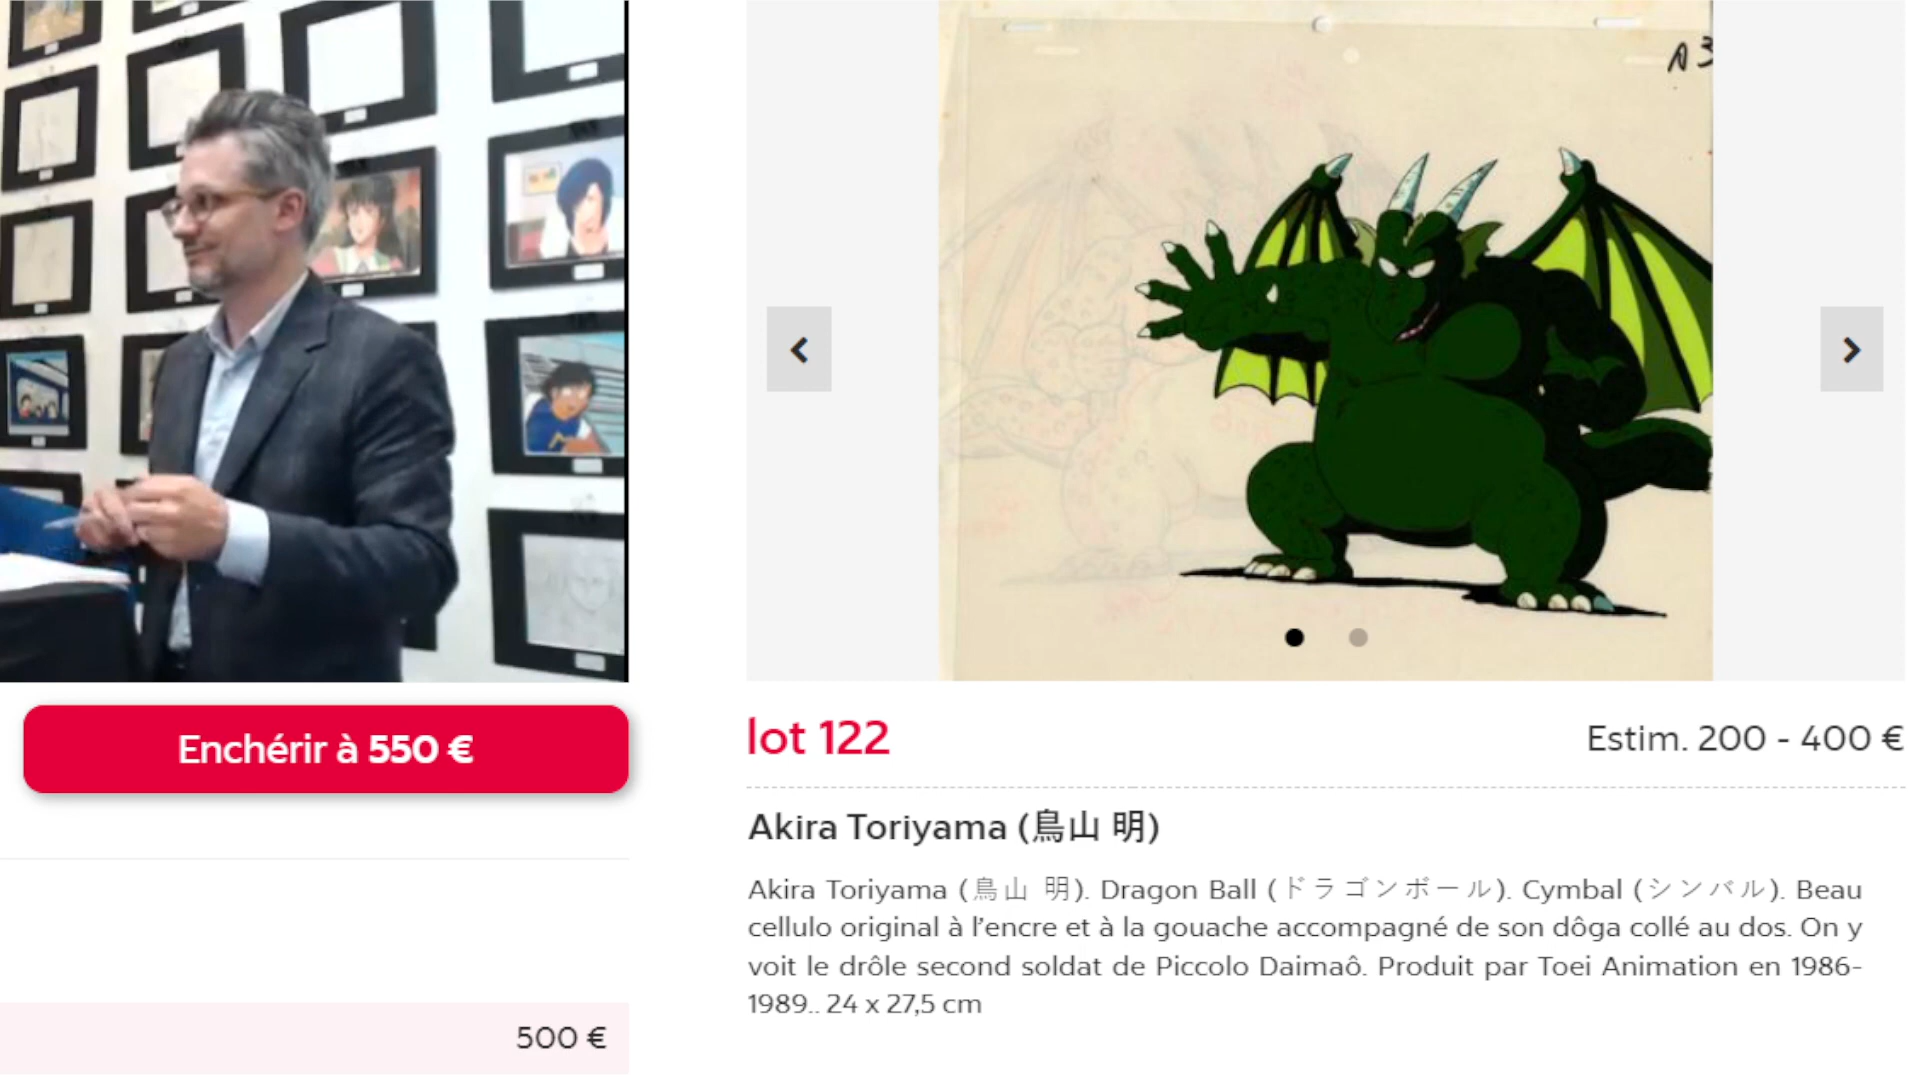 A3
Enchérir à 550 €
500 €
lot 122
Estim. 200 - 400 €
Akira Toriyama (鳥山 明)
Akira Toriyama (鳥山 明). Dragon Ball (ドラゴンボール). Cymbal (シンバル). Beau
cellulo original à l'encre et à la gouache accompagné de son dôga collé au dos. On y
voit le drôle second soldat de Piccolo Daimaô. Produit par Toei Animation en 1986-
1989.. 24 x 27,5 cm